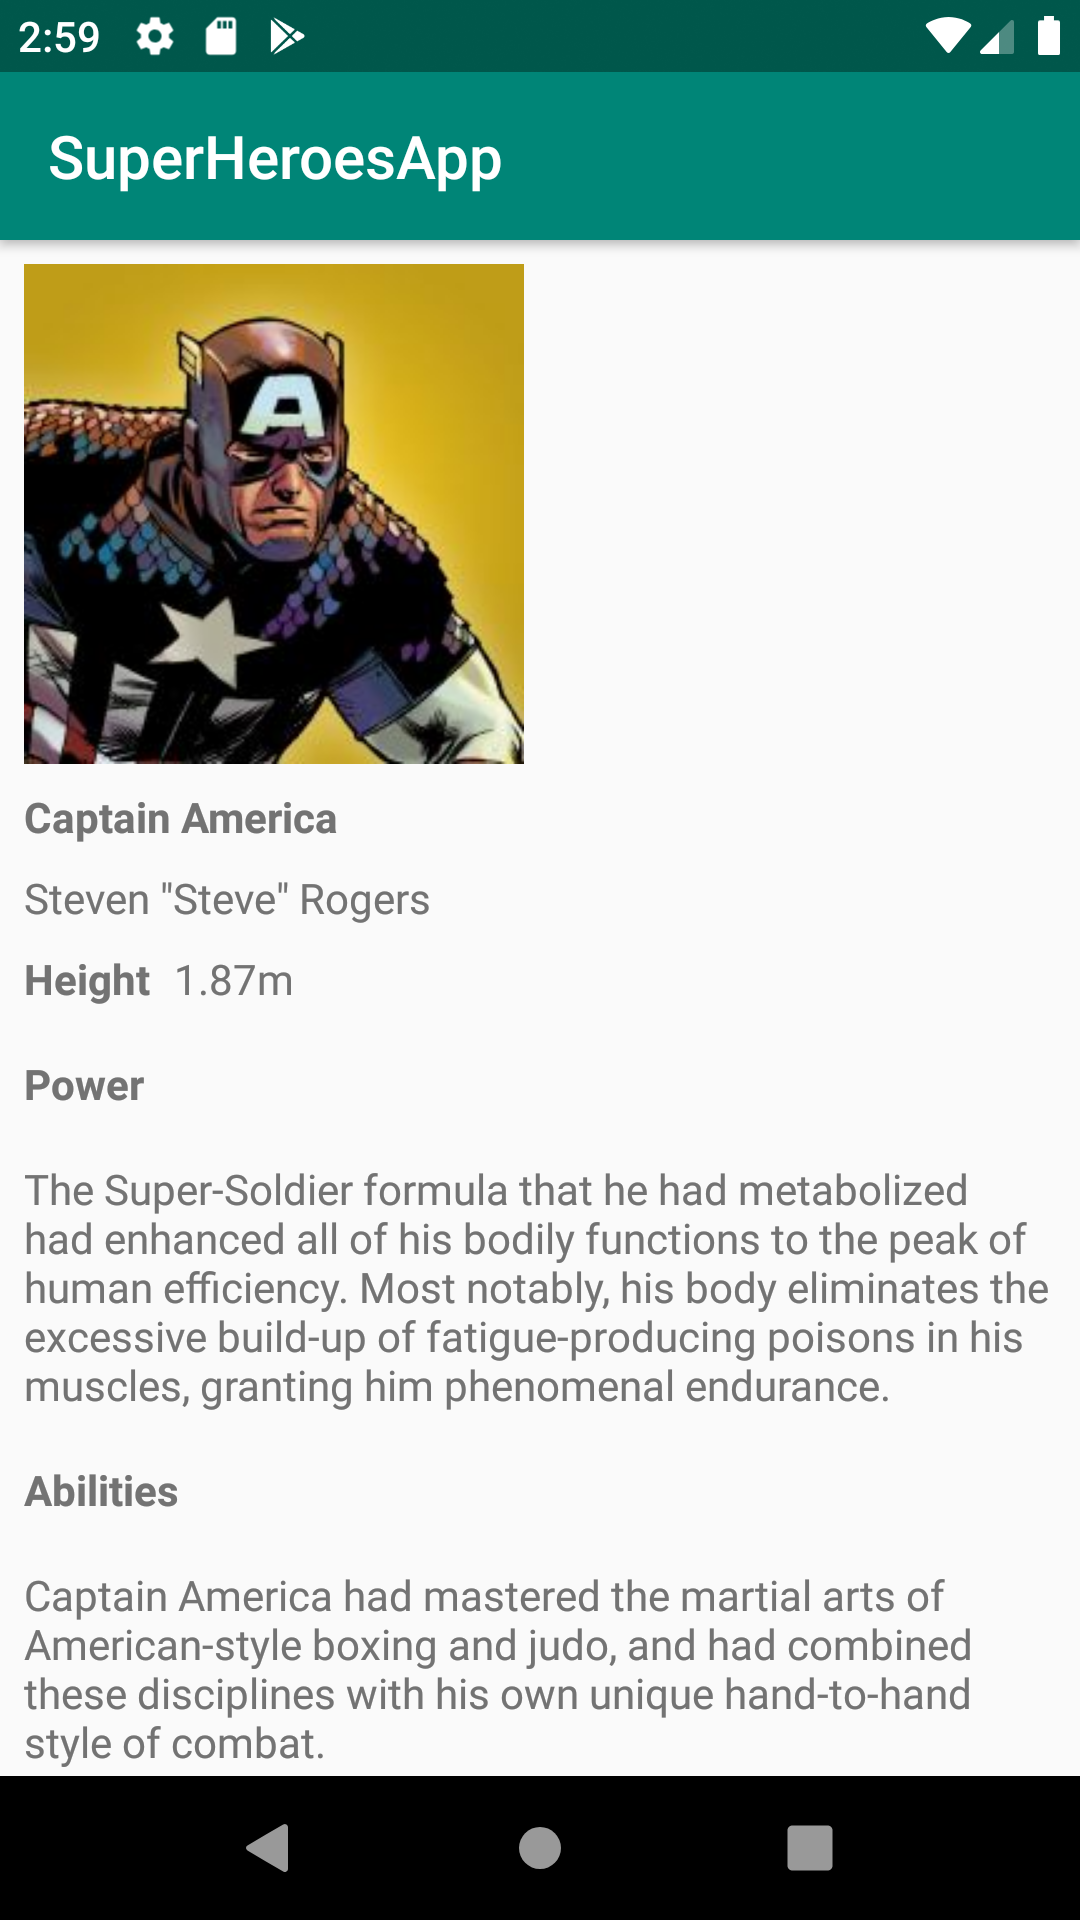 2:59
SuperHeroesApp
A
Captain America
Steven "Steve" Rogers
Height 1.87m
Power
The Super-Soldier formula that he had metabolized
had enhanced all of his bodily functions to the peak of
human efficiency. Most notably, his body eliminates the
excessive build-up of fatigue-producing poisons in his
muscles, granting him phenomenal endurance.
Abilities
Captain America had mastered the martial arts of
American-style boxing and judo, and had combined
these disciplines with his own unique hand-to-hand
style of combat.